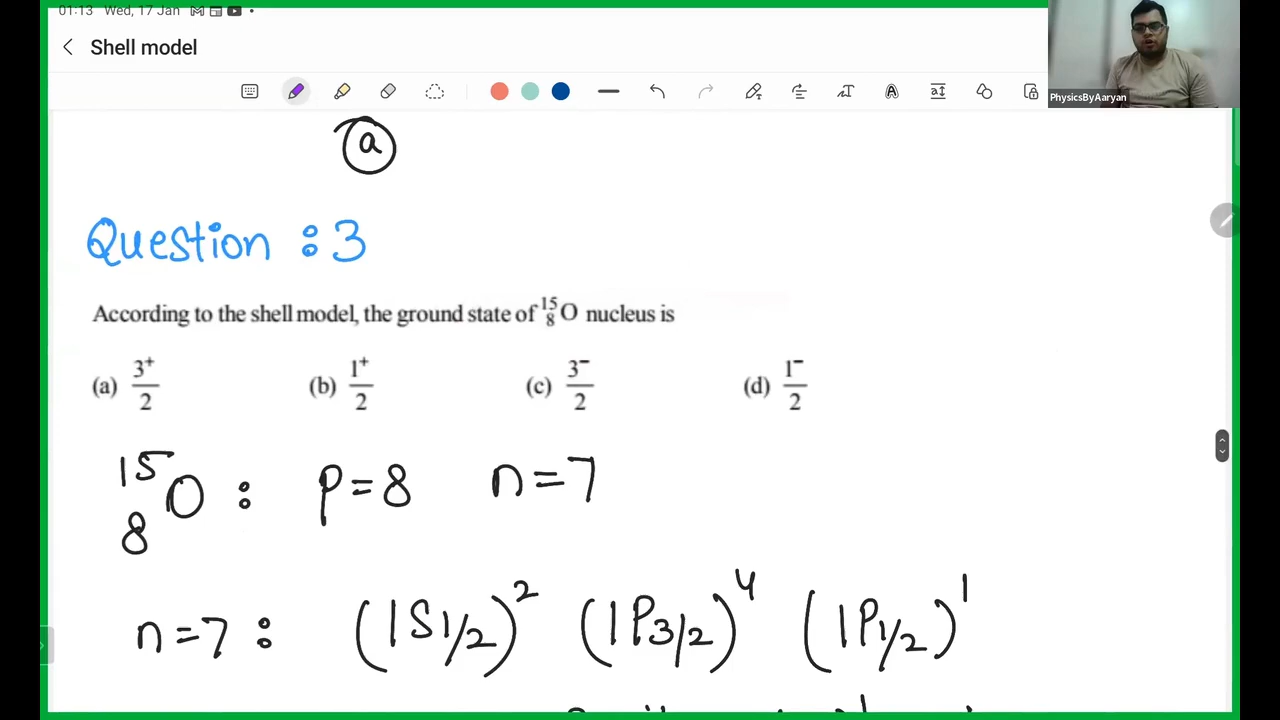 01:13 Wed, 17 Jan
Shell model
PhysicsByAaryan
a
Question : 3
According to the shell model, the ground state of ¹⁵₈O nucleus is
(a) 3⁺/2 (b) 1⁺/2 (c) 3⁻/2 (d) 1⁻/2
¹⁵₈O : p=8 n=7
n=7 : (1S1/2)² (1P3/2)⁴ (1P1/2)¹